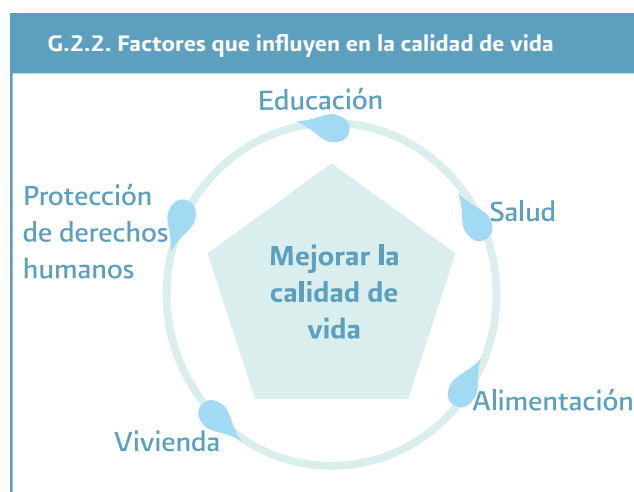 G.2.2. Factores que influyen en la calidad de vida
Educación
Protección
de derechos
humanos
Salud
Mejorar la
calidad de
vida
Alimentación
Vivienda